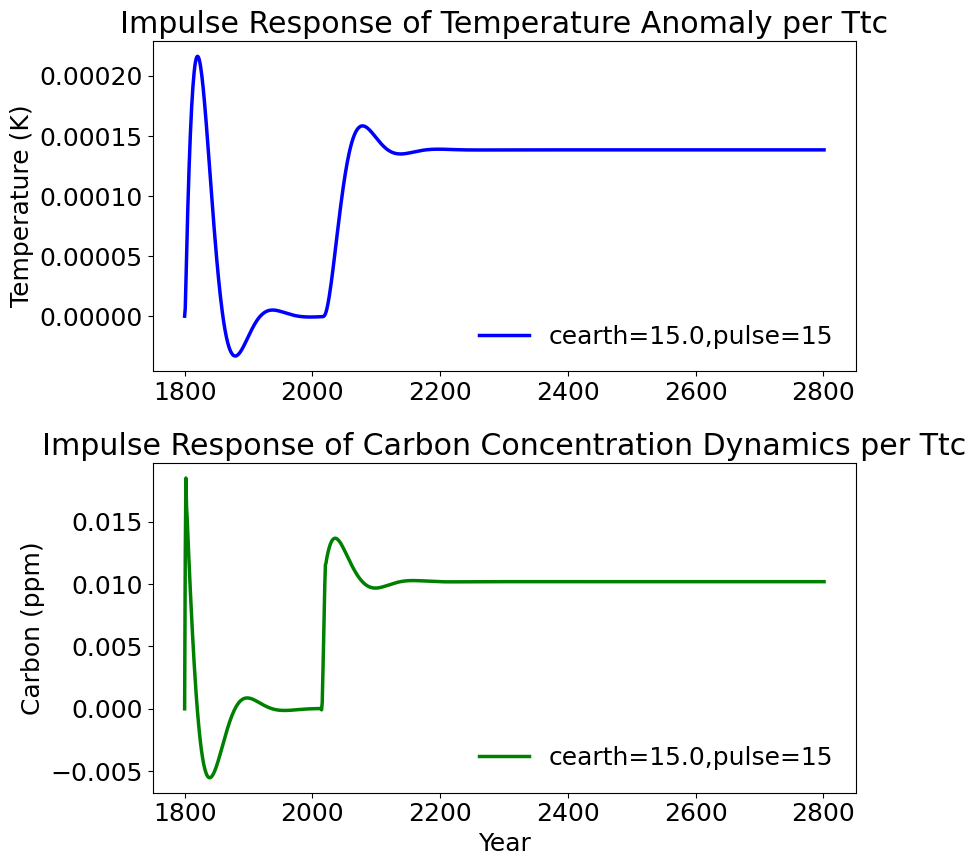 Impulse Response of Temperature Anomaly per Ttc
Temperature (K)
0.00020
0.00015
0.00010
0.00005
0.00000
cearth=15.0,pulse=15
1800 2000 2200 2400 2600 2800
Impulse Response of Carbon Concentration Dynamics per Ttc
Carbon (ppm)
0.015
0.010
0.005
0.000
−0.005
cearth=15.0,pulse=15
1800 2000 2200 2400 2600 2800
Year